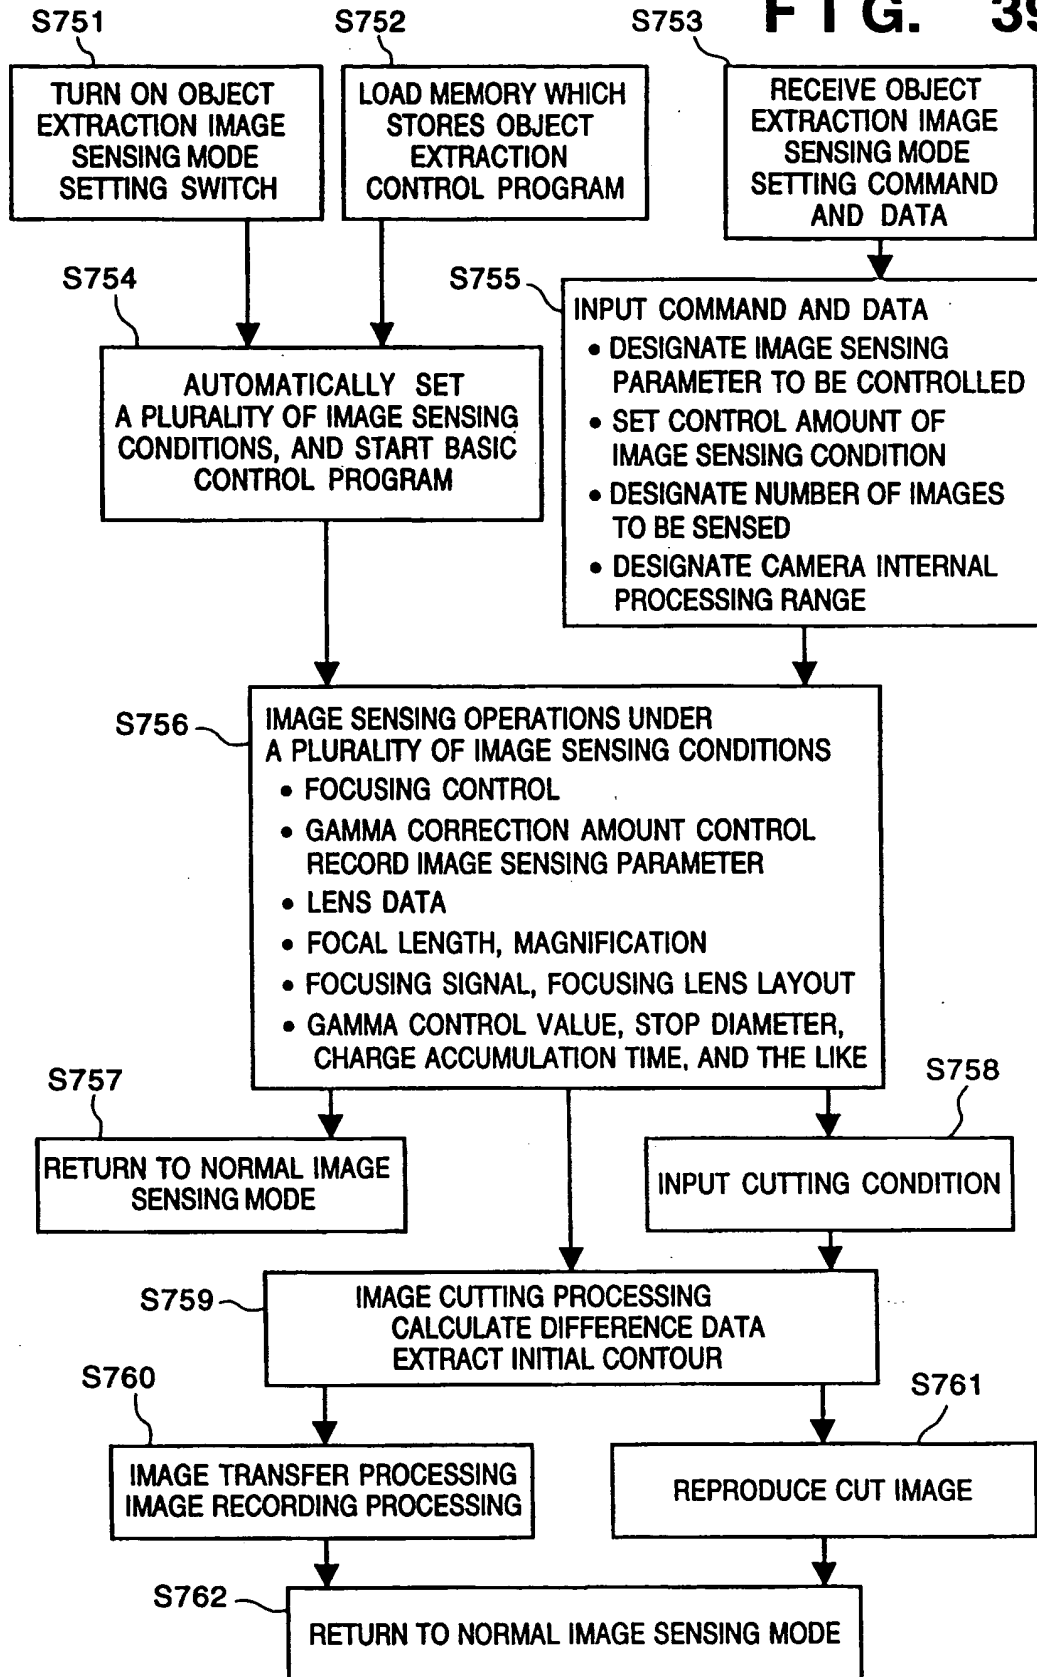 FIG. 39
S751
S752
S753
TURN ON OBJECT
EXTRACTION IMAGE
SENSING MODE
SETTING SWITCH
LOAD MEMORY WHICH
STORES OBJECT
EXTRACTION
CONTROL PROGRAM
RECEIVE OBJECT
EXTRACTION IMAGE
SENSING MODE
SETTING COMMAND
AND DATA
S754
S755
AUTOMATICALLY SET
A PLURALITY OF IMAGE SENSING
CONDITIONS, AND START BASIC
CONTROL PROGRAM
INPUT COMMAND AND DATA
• DESIGNATE IMAGE SENSING
PARAMETER TO BE CONTROLLED
• SET CONTROL AMOUNT OF
IMAGE SENSING CONDITION
• DESIGNATE NUMBER OF IMAGES
TO BE SENSED
• DESIGNATE CAMERA INTERNAL
PROCESSING RANGE
S756
IMAGE SENSING OPERATIONS UNDER
A PLURALITY OF IMAGE SENSING CONDITIONS
• FOCUSING CONTROL
• GAMMA CORRECTION AMOUNT CONTROL
RECORD IMAGE SENSING PARAMETER
• LENS DATA
• FOCAL LENGTH, MAGNIFICATION
• FOCUSING SIGNAL, FOCUSING LENS LAYOUT
• GAMMA CONTROL VALUE, STOP DIAMETER,
CHARGE ACCUMULATION TIME, AND THE LIKE
S757
S758
RETURN TO NORMAL IMAGE
SENSING MODE
INPUT CUTTING CONDITION
S759
IMAGE CUTTING PROCESSING
CALCULATE DIFFERENCE DATA
EXTRACT INITIAL CONTOUR
S760
S761
IMAGE TRANSFER PROCESSING
IMAGE RECORDING PROCESSING
REPRODUCE CUT IMAGE
S762
RETURN TO NORMAL IMAGE SENSING MODE